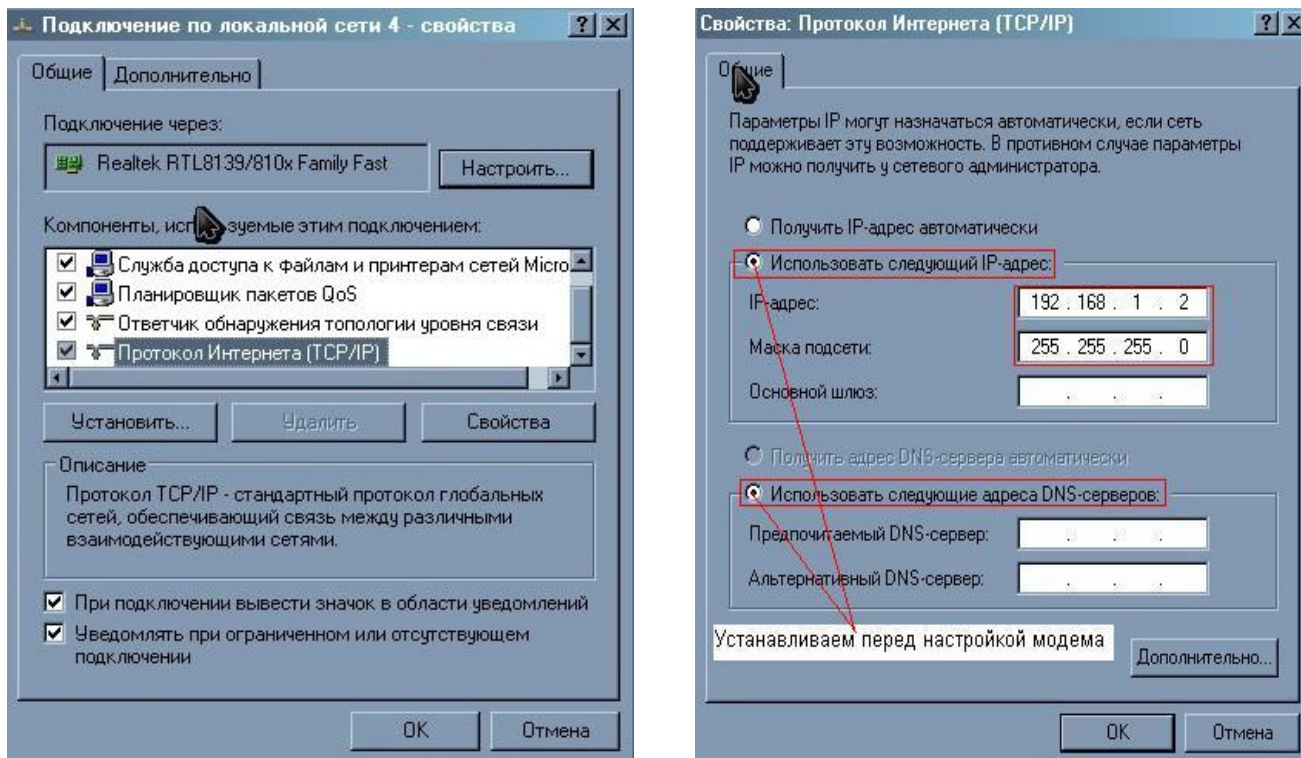 Подключение по локальной сети 4 - свойства
Общие
Дополнительно
Подключение через:
Realtek RTL8139/810x Family Fast
Настроить...
Компоненты, зуемые этим подключением:
Служба доступа к файлам и принтерам сетей Micro
Планировщик пакетов QoS
Ответчик обнаружения топологии уровня связи
Протокол Интернета (TCP/IP)
Установить...
Удалить
Свойства
Описание
Протокол TCP/IP - стандартный протокол глобальных
сетей, обеспечивающий связь между различными
взаимодействующими сетями.
При подключении вывести значок в области уведомлений
Уведомлять при ограниченном или отсутствующем
подключении
OK
Отмена
Свойства: Протокол Интернета (TCP/IP)
Общие
Параметры IP могут назначаться автоматически, если сеть
поддерживает эту возможность. В противном случае параметры
IP можно получить у сетевого администратора.
Получить IP-адрес автоматически
Использовать следующий IP-адрес:
IP-адрес:
192 . 168 . 1 . 2
Маска подсети:
255 . 255 . 255 . 0
Основной шлюз:
Получить адрес DNS-сервера автоматически
Использовать следующие адреса DNS-серверов:
Предпочитаемый DNS-сервер:
Альтернативный DNS-сервер:
Устанавливаем перед настройкой модема
Дополнительно...
OK
Отмена